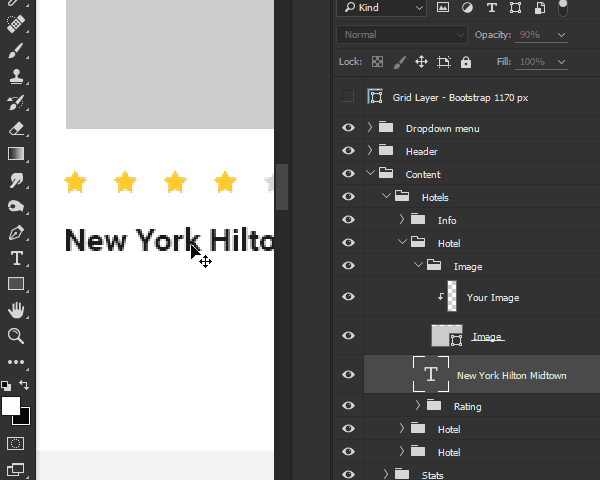 Kind
Normal
Opacity: 90%
Lock:
Fill: 100%
Grid Layer - Bootstrap 1170 px
Dropdown menu
Header
Content
Hotels
Info
Hotel
Image
Your Image
Image
T New York Hilton Midtown
Rating
Hotel
Hotel
Stats
New York Hilto